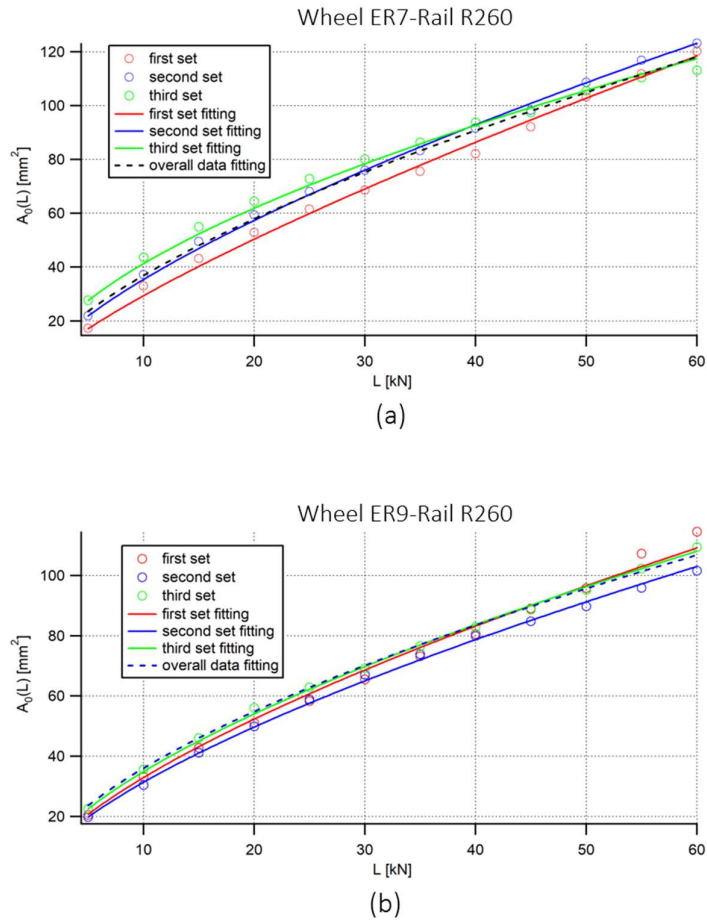 Wheel ER7-Rail R260
120
100
80
60
40
20
A₀(L) [mm²]
first set
second set
third set
first set fitting
second set fitting
third set fitting
overall data fitting
10 20 30 40 50 60
L [kN]
(a)
Wheel ER9-Rail R260
100
80
60
40
20
A₀(L) [mm²]
first set
second set
third set
first set fitting
second set fitting
third set fitting
overall data fitting
10 20 30 40 50 60
L [kN]
(b)